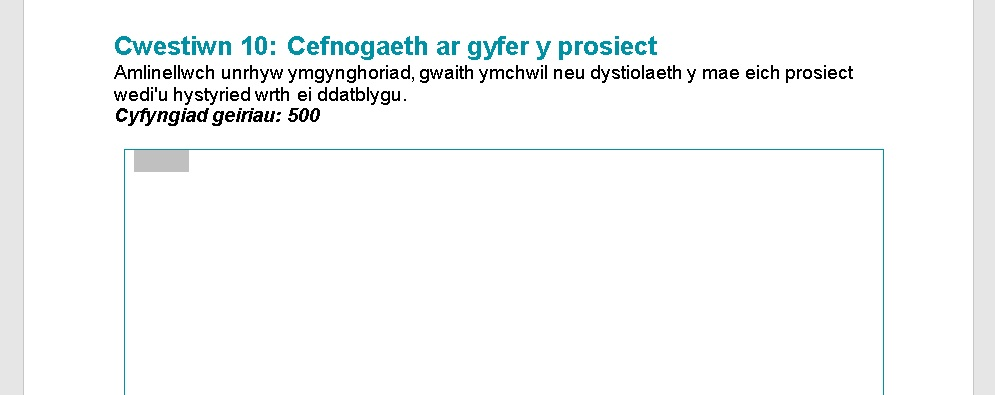 Cwestiwn 10: Cefnogaeth ar gyfer y prosiect
Amlinellwch unrhyw ymgynghoriad, gwaith ymchwil neu dystiolaeth y mae eich prosiect
wedi'u hystyried wrth ei ddatblygu.
Cyfyngiad geiriau: 500